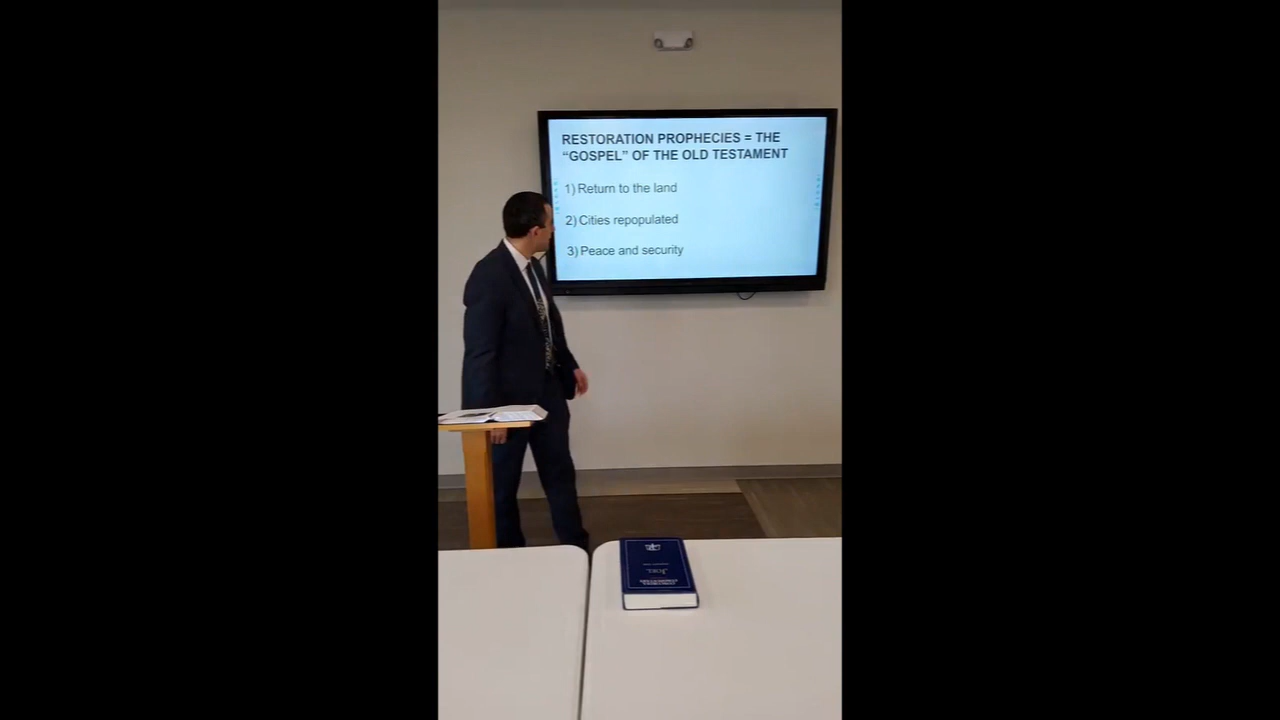 RESTORATION PROPHECIES = THE
“GOSPEL” OF THE OLD TESTAMENT
1) Return to the land
2) Cities repopulated
3) Peace and security
JOEL